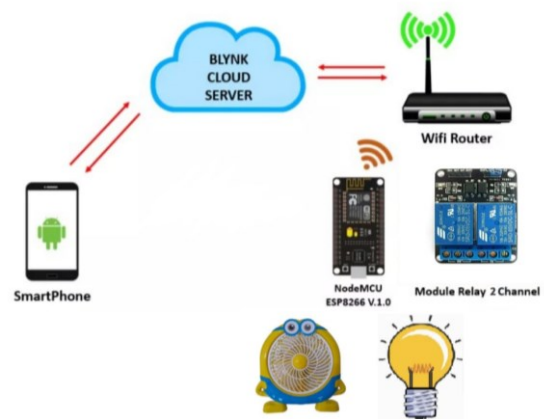 BLYNK
CLOUD
SERVER
Wifi Router
SmartPhone
NodeMCU
ESP8266 V.1.0
Module Relay 2 Channel